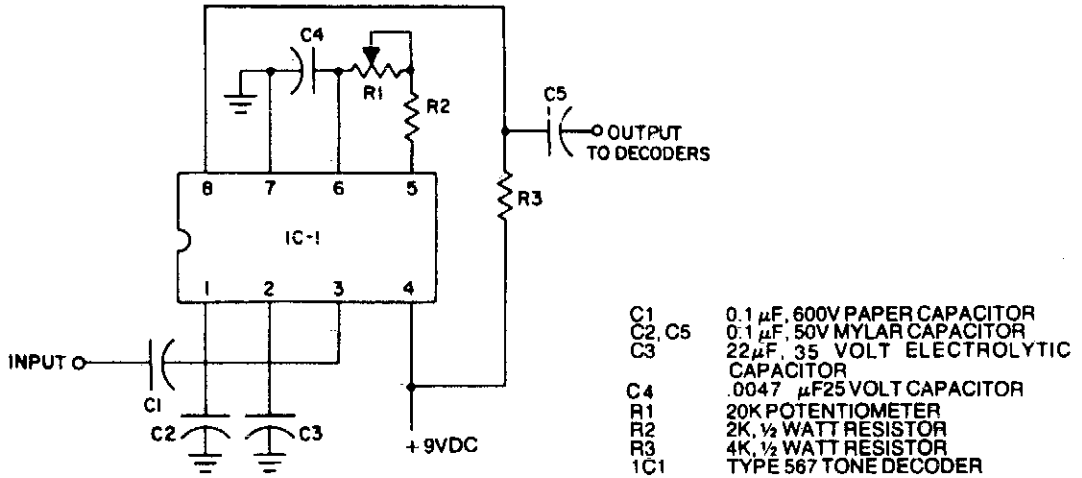 C4
R1
R2
C5
OUTPUT
TO DECODERS
R3
8 7 6 5
IC-1
1 2 3 4
INPUT
C1
C2
C3
+9VDC
C1 0.1 µF, 600V PAPER CAPACITOR
C2, C5 0.1 µF, 50V MYLAR CAPACITOR
C3 22µF, 35 VOLT ELECTROLYTIC
CAPACITOR
C4 .0047 µF25 VOLT CAPACITOR
R1 20K POTENTIOMETER
R2 2K, ½ WATT RESISTOR
R3 4K, ½ WATT RESISTOR
1C1 TYPE 567 TONE DECODER